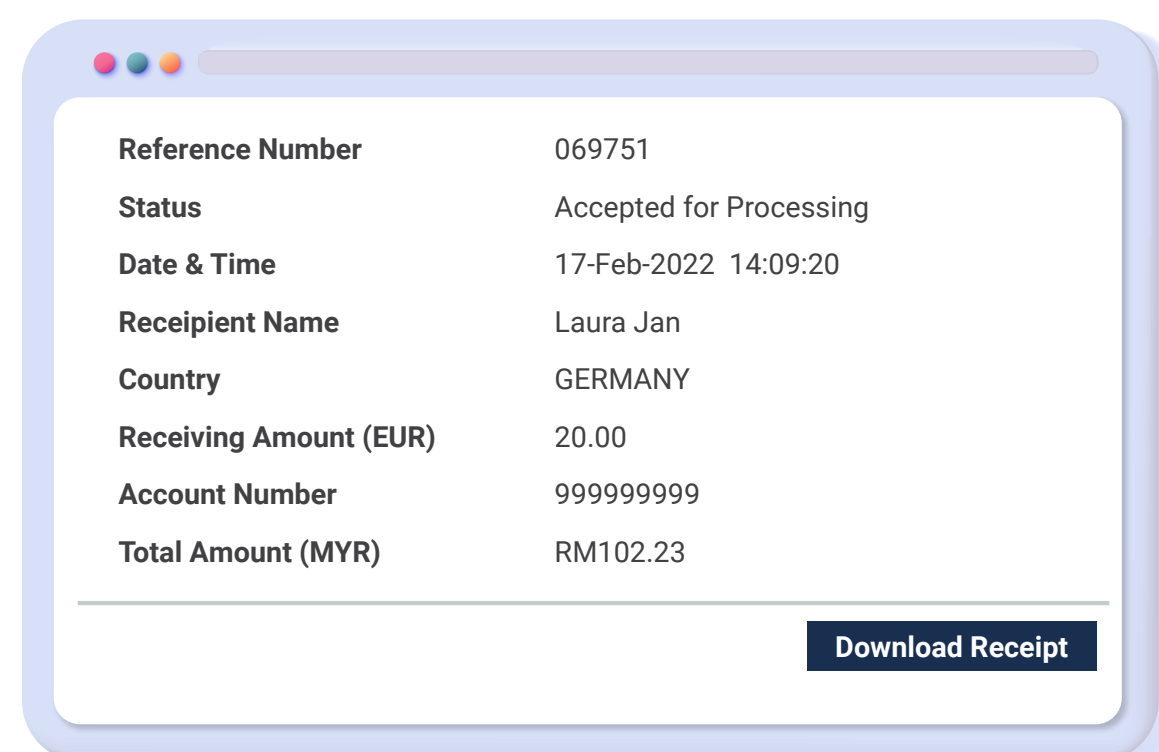 Reference Number 069751
Status Accepted for Processing
Date & Time 17-Feb-2022 14:09:20
Receipient Name Laura Jan
Country GERMANY
Receiving Amount (EUR) 20.00
Account Number 999999999
Total Amount (MYR) RM102.23
Download Receipt